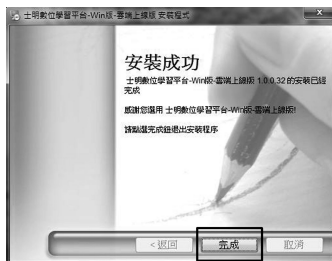 士明數位學習平台-Win版-雲端上線版 安裝程式
安裝成功
士明數位學習平台-Win版-雲端上線版 1.0.0.32 的安裝已經
完成
感謝您選用 士明數位學習平台-Win版-雲端上線版!
請點選完成鈕退出安裝程序
< 返回
完成
取消